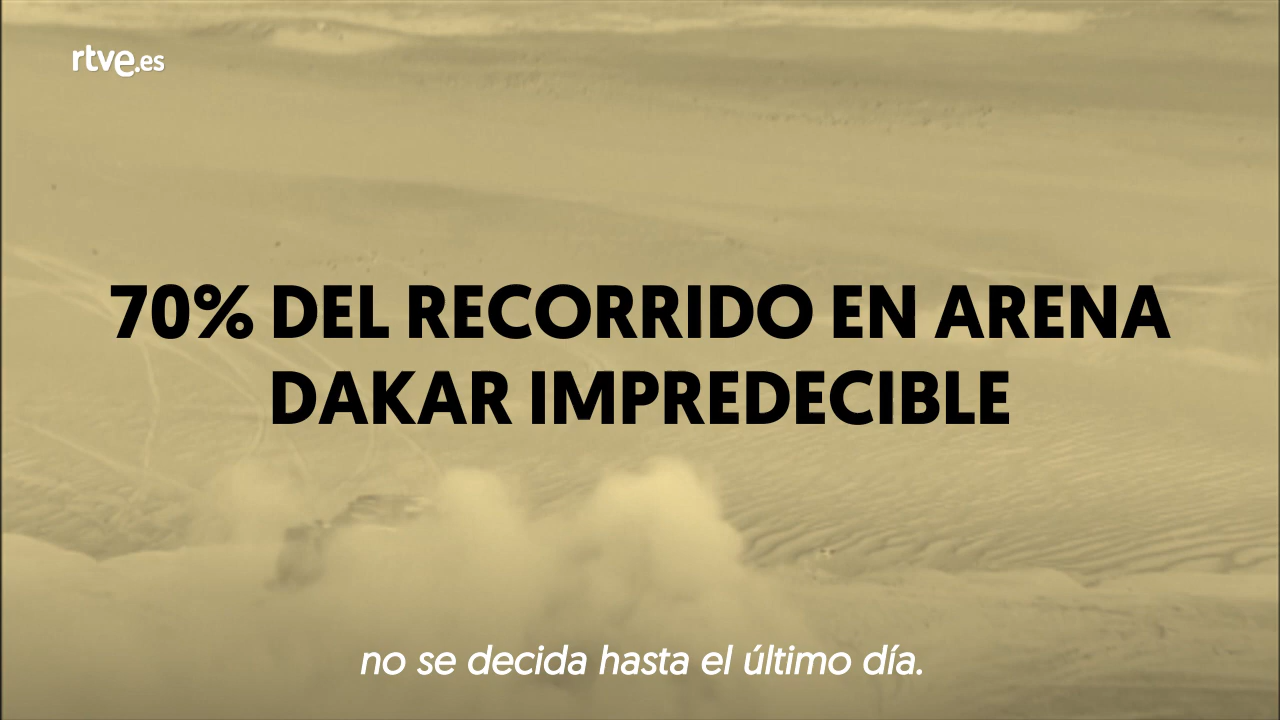 rtve.es
70% DEL RECORRIDO EN ARENA
DAKAR IMPREDECIBLE
no se decida hasta el último día.